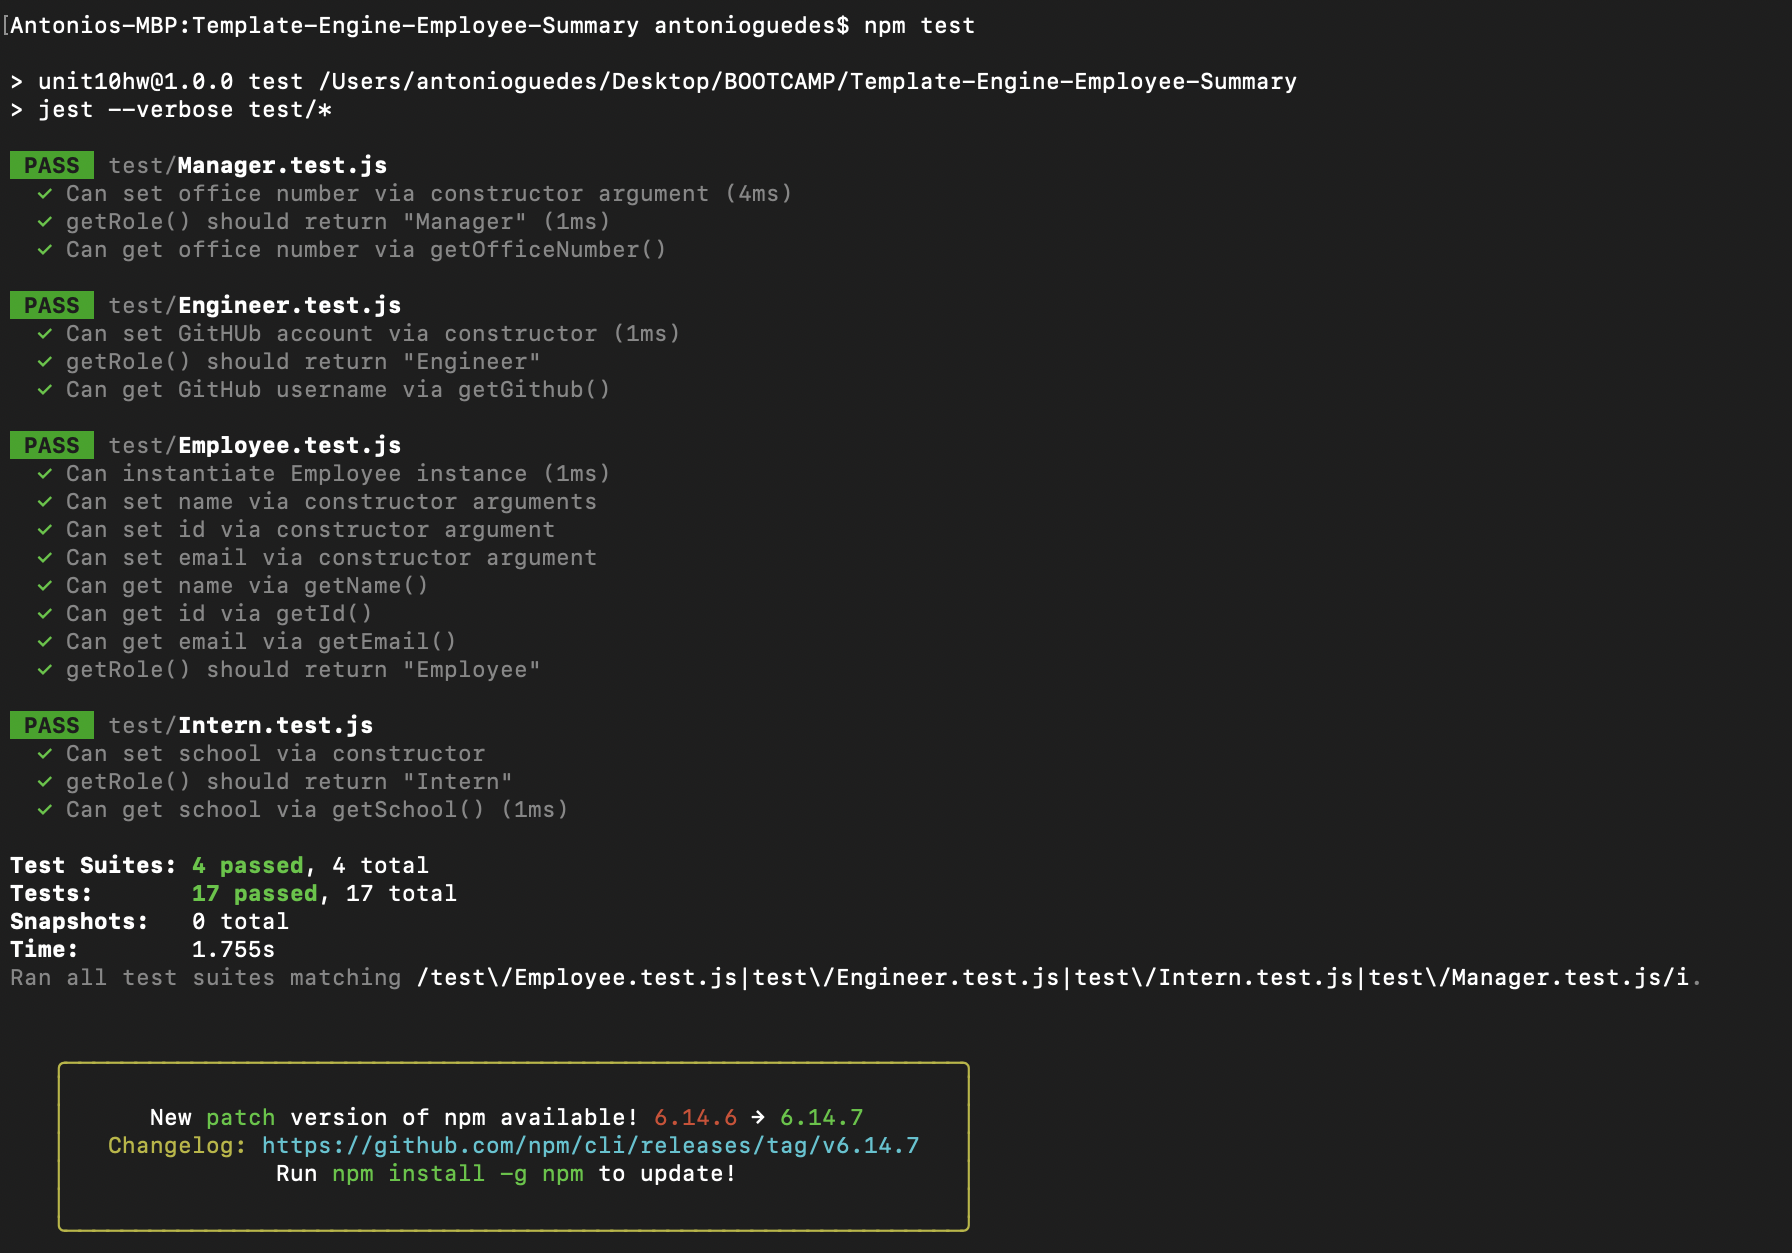 [Antonios-MBP:Template-Engine-Employee-Summary antonioguedes$ npm test
> unit10hw@1.0.0 test /Users/antonioguedes/Desktop/BOOTCAMP/Template-Engine-Employee-Summary
> jest --verbose test/*
PASS test/Manager.test.js
✓ Can set office number via constructor argument (4ms)
✓ getRole() should return "Manager" (1ms)
✓ Can get office number via getOfficeNumber()
PASS test/Engineer.test.js
✓ Can set GitHUb account via constructor (1ms)
✓ getRole() should return "Engineer"
✓ Can get GitHub username via getGithub()
PASS test/Employee.test.js
✓ Can instantiate Employee instance (1ms)
✓ Can set name via constructor arguments
✓ Can set id via constructor argument
✓ Can set email via constructor argument
✓ Can get name via getName()
✓ Can get id via getId()
✓ Can get email via getEmail()
✓ getRole() should return "Employee"
PASS test/Intern.test.js
✓ Can set school via constructor
✓ getRole() should return "Intern"
✓ Can get school via getSchool() (1ms)
Test Suites: 4 passed, 4 total
Tests: 17 passed, 17 total
Snapshots: 0 total
Time: 1.755s
Ran all test suites matching /test\/Employee.test.js|test\/Engineer.test.js|test\/Intern.test.js|test\/Manager.test.js/i.
New patch version of npm available! 6.14.6 → 6.14.7
Changelog: https://github.com/npm/cli/releases/tag/v6.14.7
Run npm install -g npm to update!